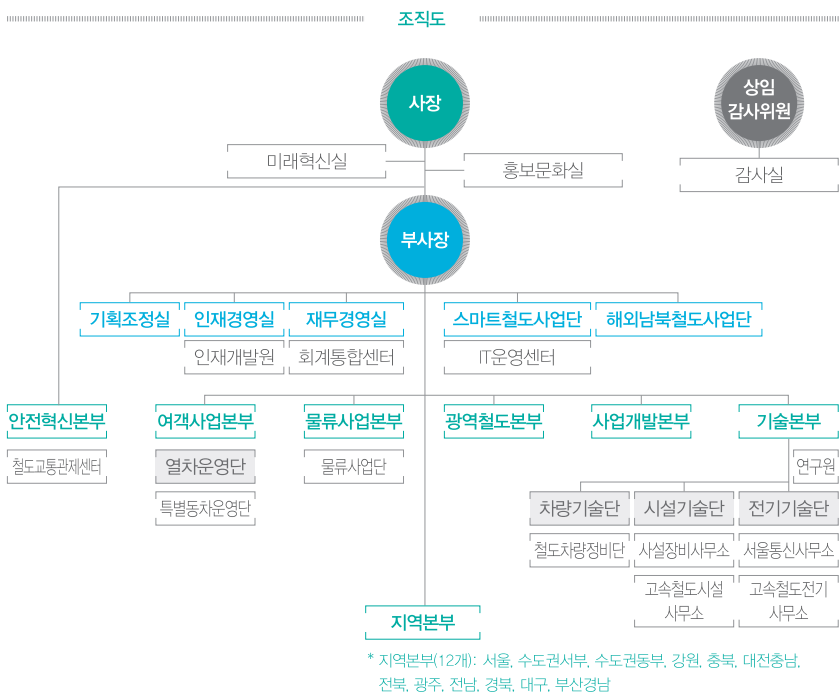 조직도
사장
상임
감사위원
미래혁신실
홍보문화실
감사실
부사장
기획조정실
인재경영실
재무경영실
스마트철도사업단
해외남북철도사업단
인재개발원
회계통합센터
IT운영센터
안전혁신본부
여객사업본부
물류사업본부
광역철도본부
사업개발본부
기술본부
철도교통관제센터
열차운영단
물류사업단
연구원
특별동차운영단
차량기술단
시설기술단
전기기술단
철도차량정비단
시설장비사무소
서울통신사무소
고속철도시설
사무소
고속철도전기
사무소
지역본부
* 지역본부(12개): 서울, 수도권서부, 수도권동부, 강원, 충북, 대전충남,
전북, 광주, 전남, 경북, 대구, 부산경남